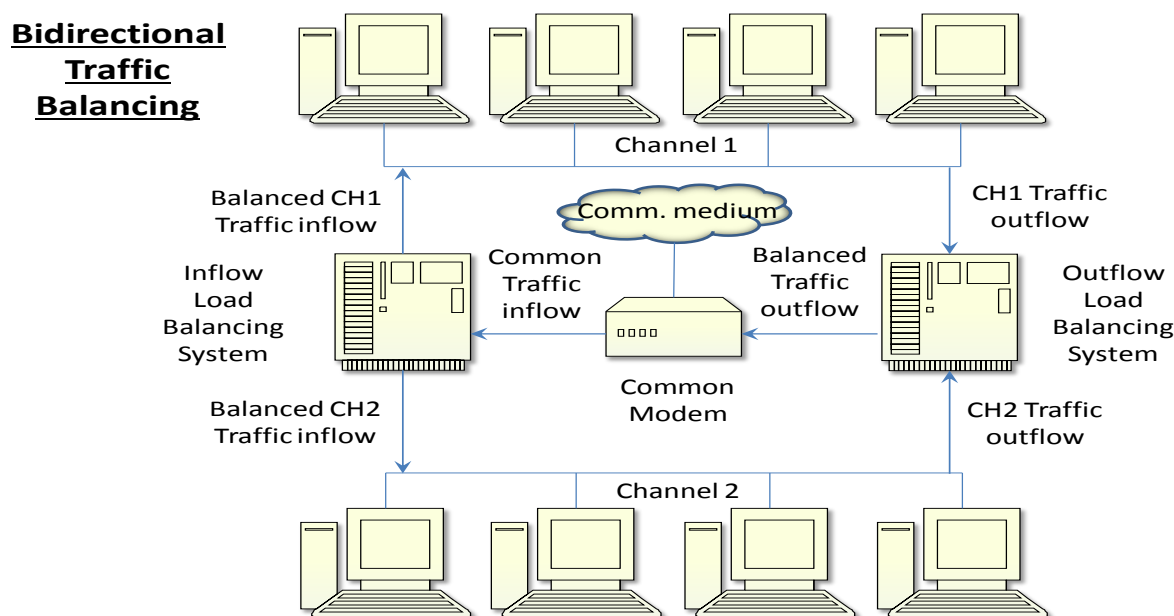 Bidirectional
Traffic
Balancing
Channel 1
Balanced CH1
Traffic inflow
Comm. medium
CH1 Traffic
outflow
Inflow
Load
Balancing
System
Common
Traffic
inflow
Balanced
Traffic
outflow
Outflow
Load
Balancing
System
Common
Modem
Balanced CH2
Traffic inflow
CH2 Traffic
outflow
Channel 2